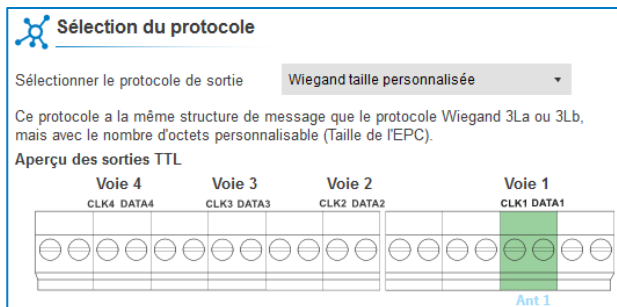 Sélection du protocole
Sélectionner le protocole de sortie Wiegand taille personnalisée
Ce protocole a la même structure de message que le protocole Wiegand 3La ou 3Lb,
mais avec le nombre d'octets personnalisable (Taille de l'EPC).
Aperçu des sorties TTL
Voie 4 Voie 3 Voie 2 Voie 1
CLK4 DATA4 CLK3 DATA3 CLK2 DATA2 CLK1 DATA1
Ant 1